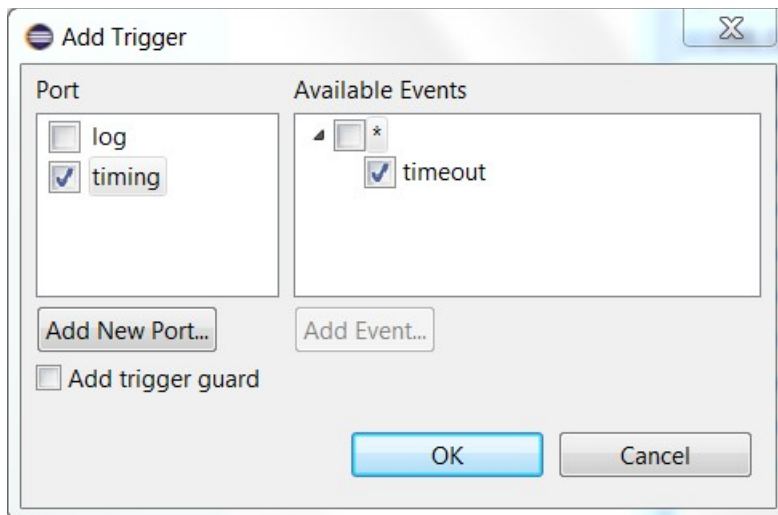 Add Trigger
Port
Available Events
log
timing
*
timeout
Add New Port...
Add Event...
Add trigger guard
OK
Cancel